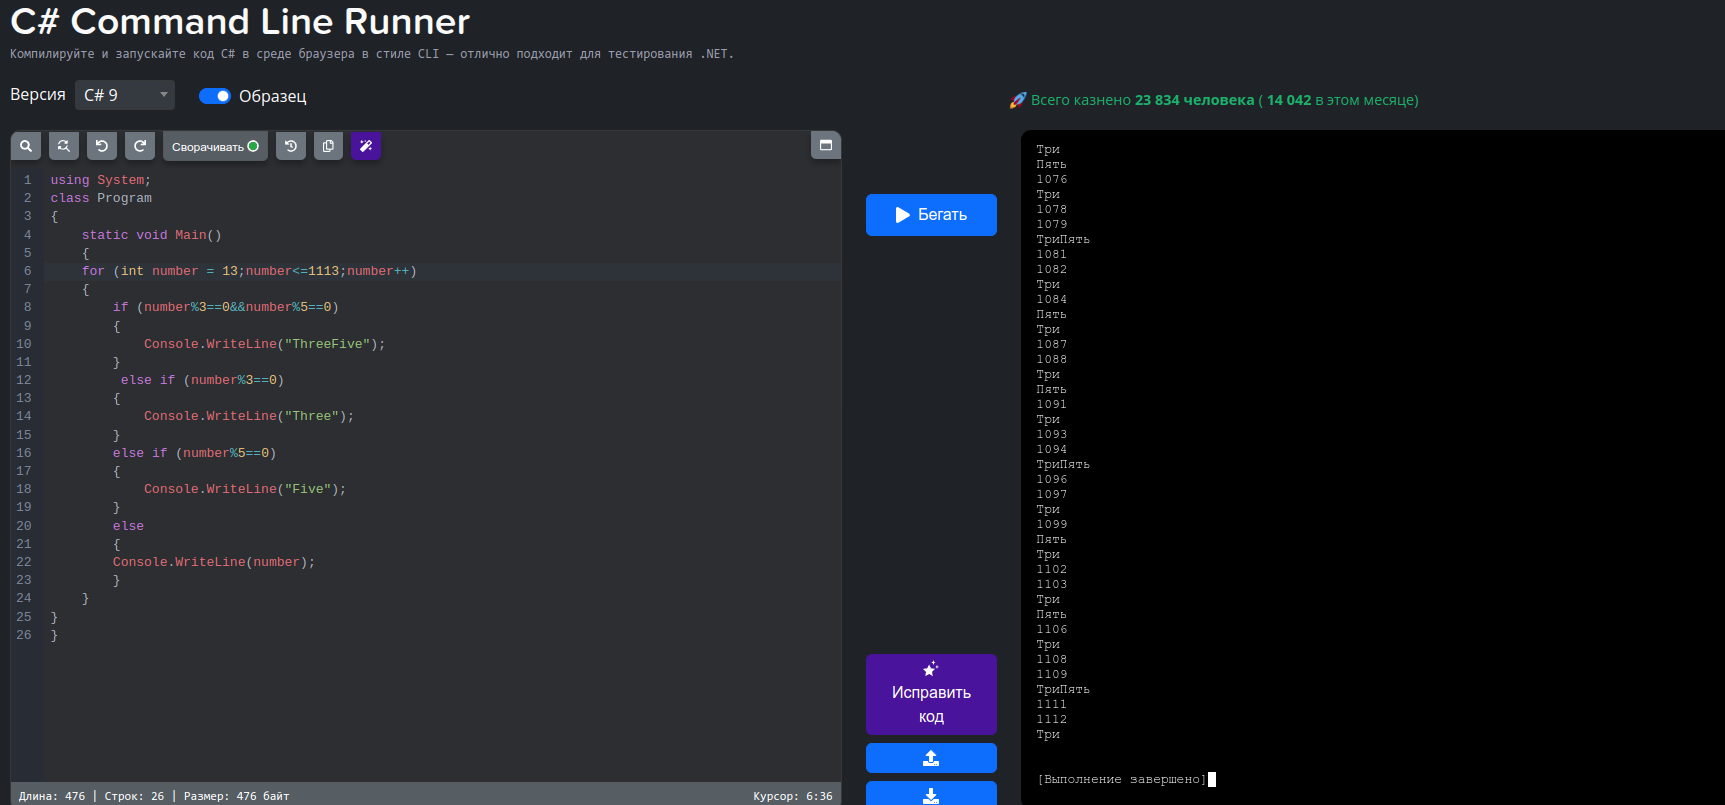 C# Command Line Runner
Компилируйте и запускайте код C# в среде браузера в стиле CLI — отлично подходит для тестирования .NET.
Версия C# 9 Образец
Всего казнено 23 834 человека ( 14 042 в этом месяце)
Сворачивать
1 using System;
2 class Program
3 {
4     static void Main()
5     {
6     for (int number = 13;number<=1113;number++)
7     {
8         if (number%3==0&&number%5==0)
9         {
10             Console.WriteLine("ThreeFive");
11         }
12          else if (number%3==0)
13         {
14             Console.WriteLine("Three");
15         }
16         else if (number%5==0)
17         {
18             Console.WriteLine("Five");
19         }
20         else
21         {
22         Console.WriteLine(number);
23         }
24     }
25 }
26 }
Длина: 476 | Строк: 26 | Размер: 476 байт
Курсор: 6:36
Бегать
Исправить
код
Три
Пять
1076
Три
1078
1079
ТриПять
1081
1082
Три
1084
Пять
Три
1087
1088
Три
Пять
1091
Три
1093
1094
ТриПять
1096
1097
Три
1099
Пять
Три
1102
1103
Три
Пять
1106
Три
1108
1109
ТриПять
1111
1112
Три
[Выполнение завершено]